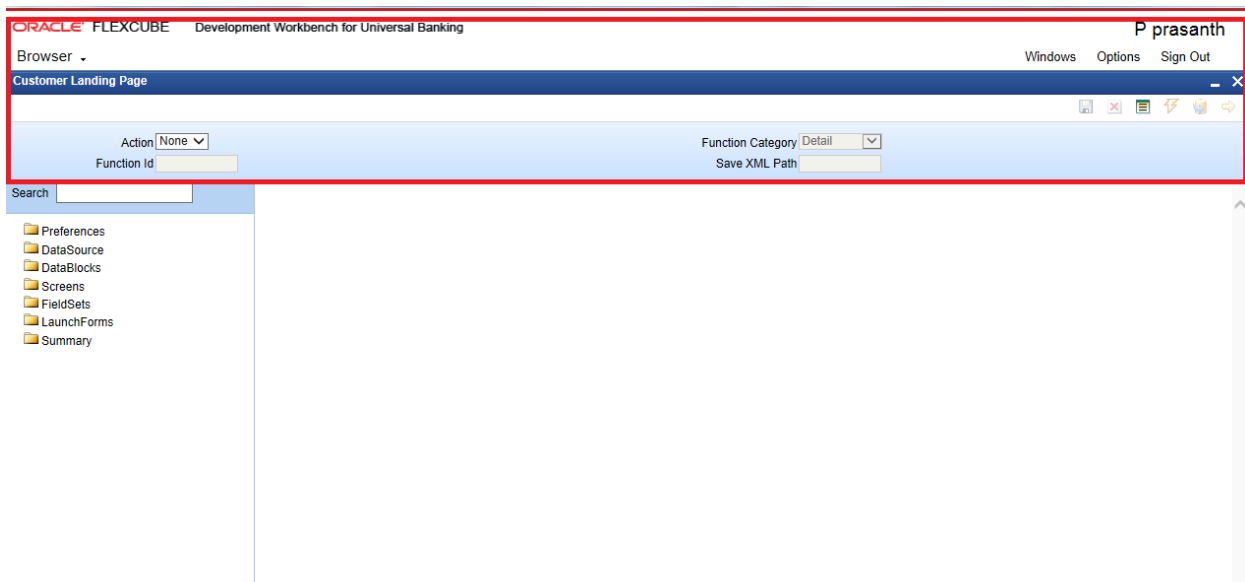 ORACLE FLEXCUBE Development Workbench for Universal Banking P prasanth
Browser Windows Options Sign Out
Customer Landing Page
Action None Function Category Detail
Function Id Save XML Path
Search
Preferences
DataSource
DataBlocks
Screens
FieldSets
LaunchForms
Summary